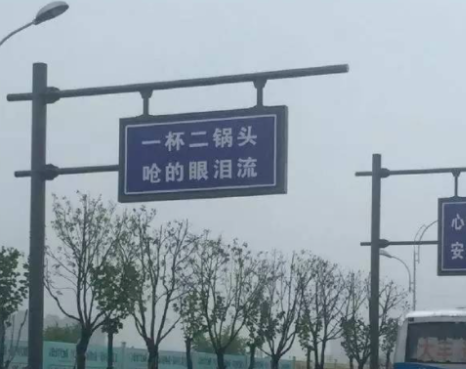 一杯二锅头
呛的眼泪流
心
安